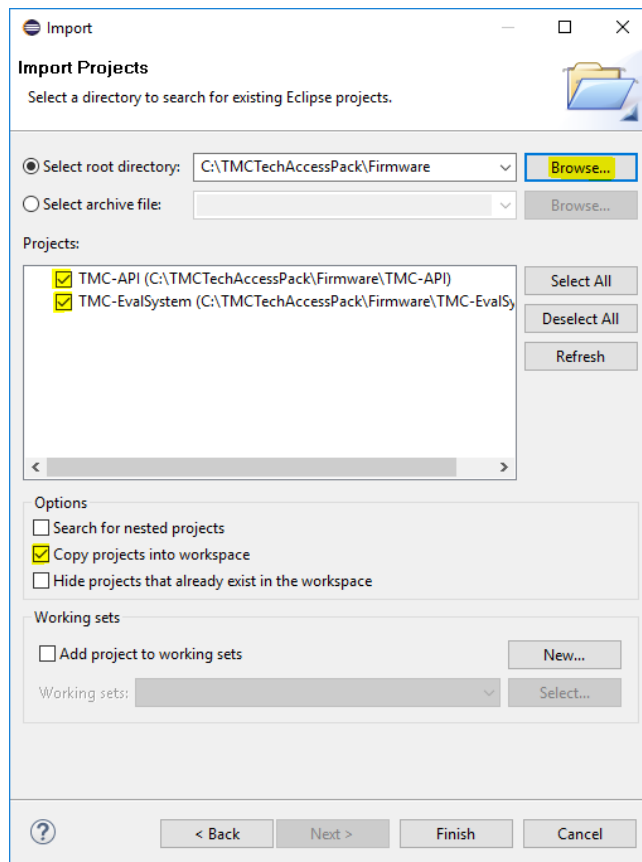 Import
Import Projects
Select a directory to search for existing Eclipse projects.
Select root directory: C:\TMCTechAccessPack\Firmware Browse...
Select archive file: Browse...
Projects:
TMC-API (C:\TMCTechAccessPack\Firmware\TMC-API)
TMC-EvalSystem (C:\TMCTechAccessPack\Firmware\TMC-EvalSy
Select All
Deselect All
Refresh
Options
Search for nested projects
Copy projects into workspace
Hide projects that already exist in the workspace
Working sets
Add project to working sets New...
Working sets: Select...
? < Back Next > Finish Cancel